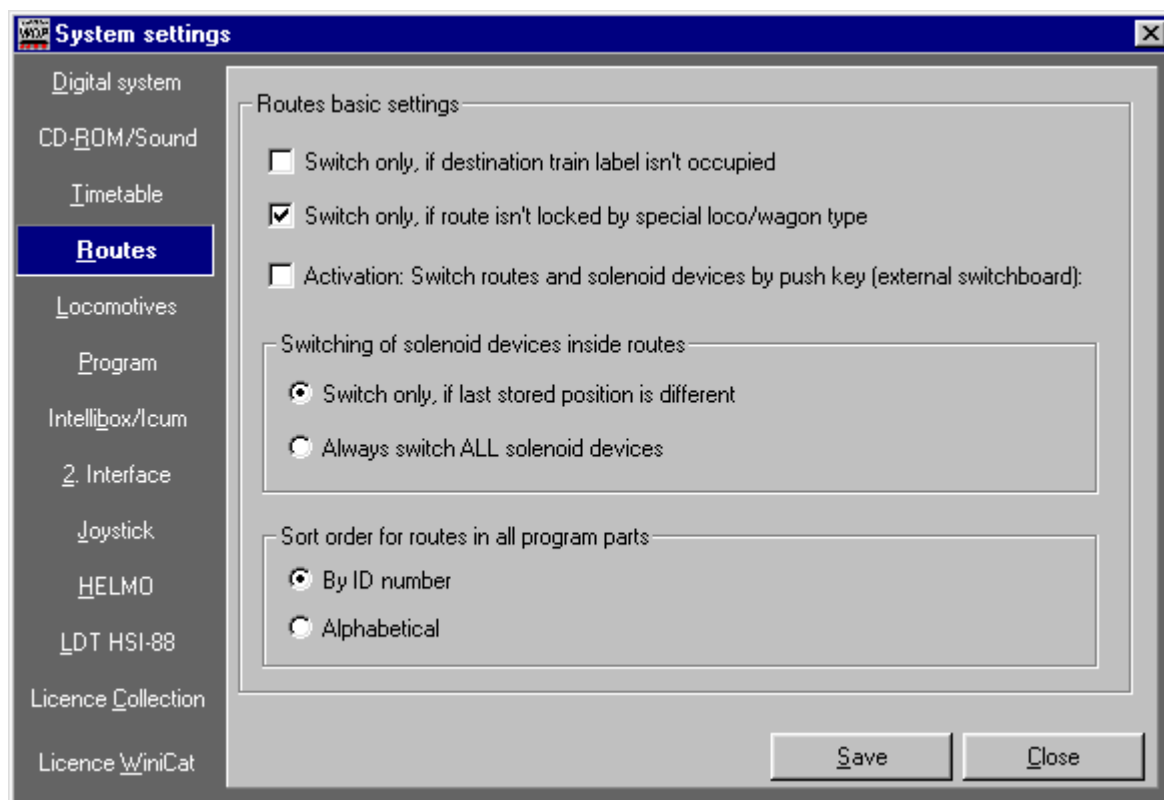 System settings
Digital system
CD-ROM/Sound
Timetable
Routes
Locomotives
Program
Intellibox/Icum
2. Interface
Joystick
HELMO
LDT HSI-88
Licence Collection
Licence WiniCat
Routes basic settings
Switch only, if destination train label isn't occupied
Switch only, if route isn't locked by special loco/wagon type
Activation: Switch routes and solenoid devices by push key (external switchboard):
Switching of solenoid devices inside routes
Switch only, if last stored position is different
Always switch ALL solenoid devices
Sort order for routes in all program parts
By ID number
Alphabetical
Save
Close